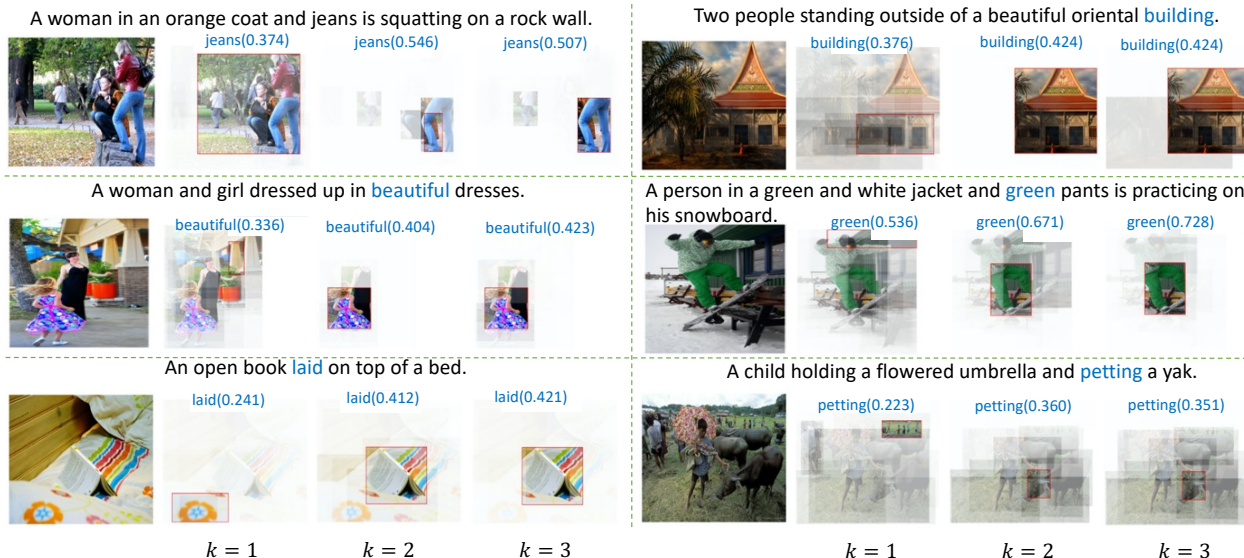 A woman in an orange coat and jeans is squatting on a rock wall.
jeans(0.374)
jeans(0.546)
jeans(0.507)
Two people standing outside of a beautiful oriental building.
building(0.376)
building(0.424)
building(0.424)
A woman and girl dressed up in beautiful dresses.
beautiful(0.336)
beautiful(0.404)
beautiful(0.423)
A person in a green and white jacket and green pants is practicing on
his snowboard.
green(0.536)
green(0.671)
green(0.728)
An open book laid on top of a bed.
laid(0.241)
laid(0.412)
laid(0.421)
A child holding a flowered umbrella and petting a yak.
petting(0.223)
petting(0.360)
petting(0.351)
k = 1
k = 2
k = 3
k = 1
k = 2
k = 3